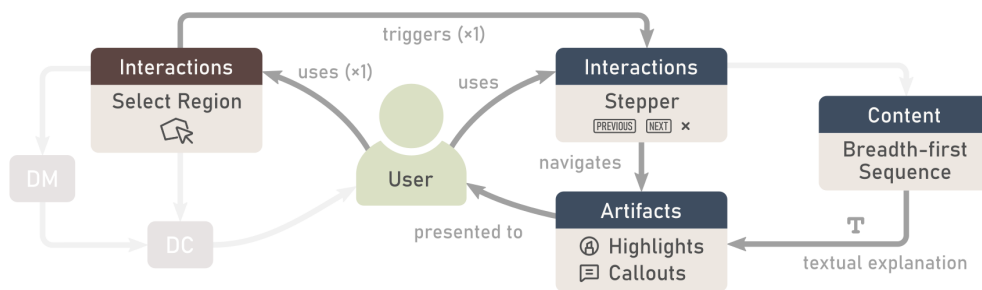 triggers (×1)
Interactions
Select Region
uses (×1)
uses
Interactions
Stepper
PREVIOUS NEXT ×
Content
Breadth-first
Sequence
DM
User
navigates
Artifacts
Highlights
Callouts
T
DC
presented to
textual explanation